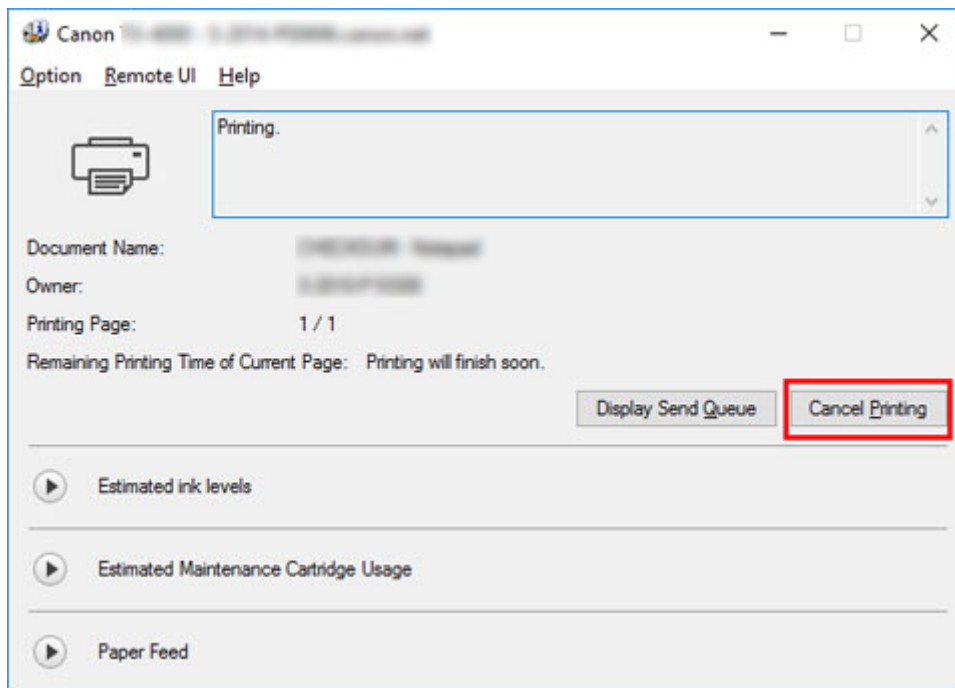 Canon
Option Remote UI Help
Printing.
Document Name:
Owner:
Printing Page: 1 / 1
Remaining Printing Time of Current Page: Printing will finish soon.
Display Send Queue Cancel Printing
Estimated ink levels
Estimated Maintenance Cartridge Usage
Paper Feed